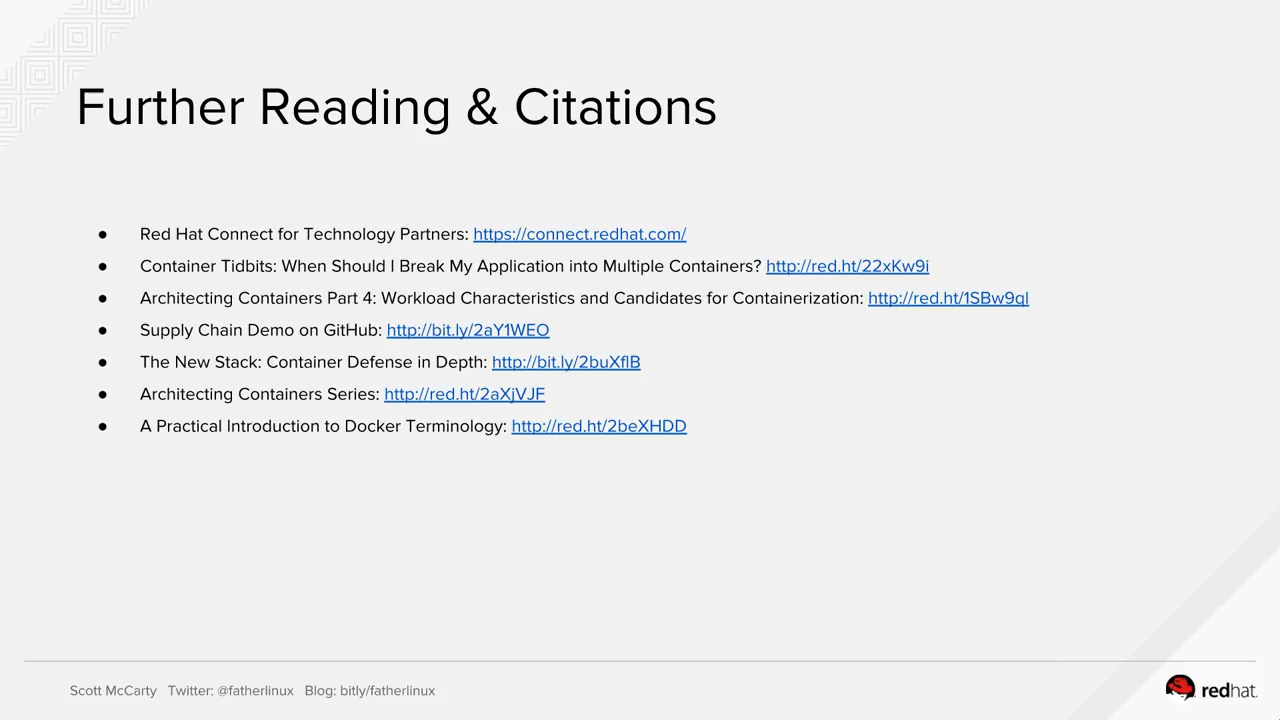 Further Reading & Citations
● Red Hat Connect for Technology Partners: https://connect.redhat.com/
● Container Tidbits: When Should I Break My Application into Multiple Containers? http://red.ht/22xKw9i
● Architecting Containers Part 4: Workload Characteristics and Candidates for Containerization: http://red.ht/1SBw9ql
● Supply Chain Demo on GitHub: http://bit.ly/2aY1WEO
● The New Stack: Container Defense in Depth: http://bit.ly/2buXflB
● Architecting Containers Series: http://red.ht/2aXjVJF
● A Practical Introduction to Docker Terminology: http://red.ht/2beXHDD
Scott McCarty Twitter: @fatherlinux Blog: bitly/fatherlinux
redhat.